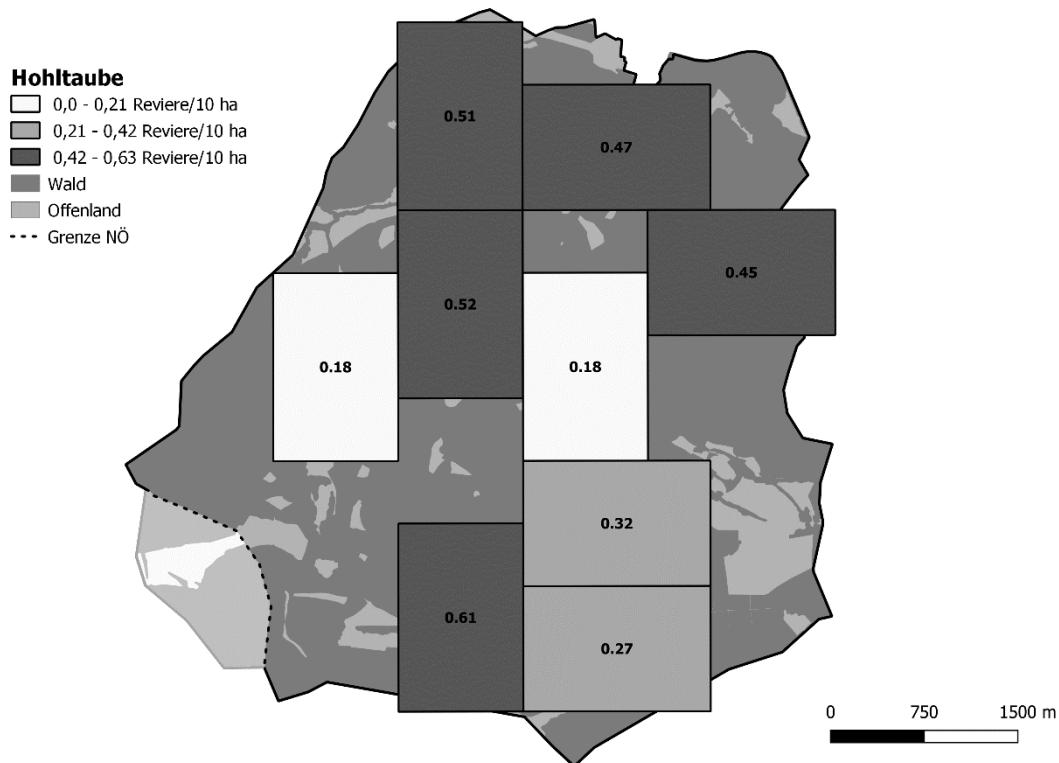 Hohltaube
0,0 - 0,21 Reviere/10 ha
0,21 - 0,42 Reviere/10 ha
0,42 - 0,63 Reviere/10 ha
Wald
Offenland
Grenze NÖ
0.51
0.47
0.45
0.52
0.18
0.18
0.32
0.61
0.27
0 750 1500 m